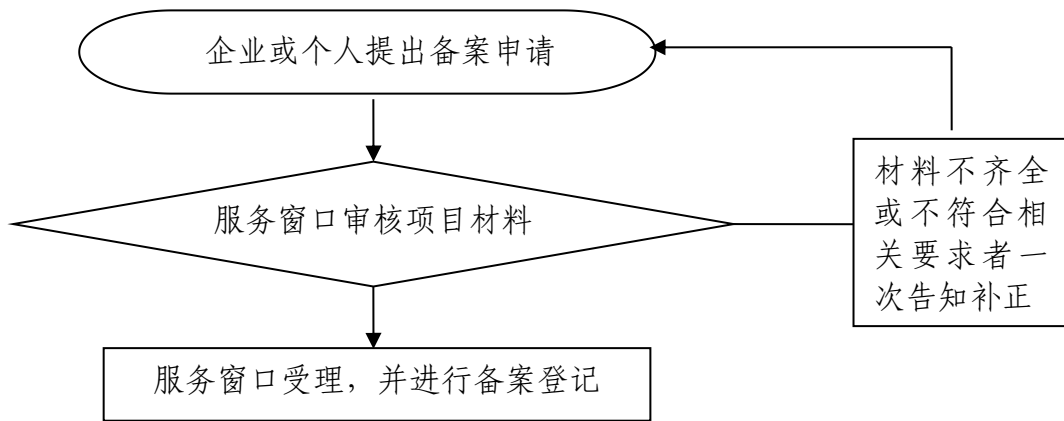 企业或个人提出备案申请
服务窗口审核项目材料
材料不齐全
或不符合相
关要求者一
次告知补正
服务窗口受理，并进行备案登记